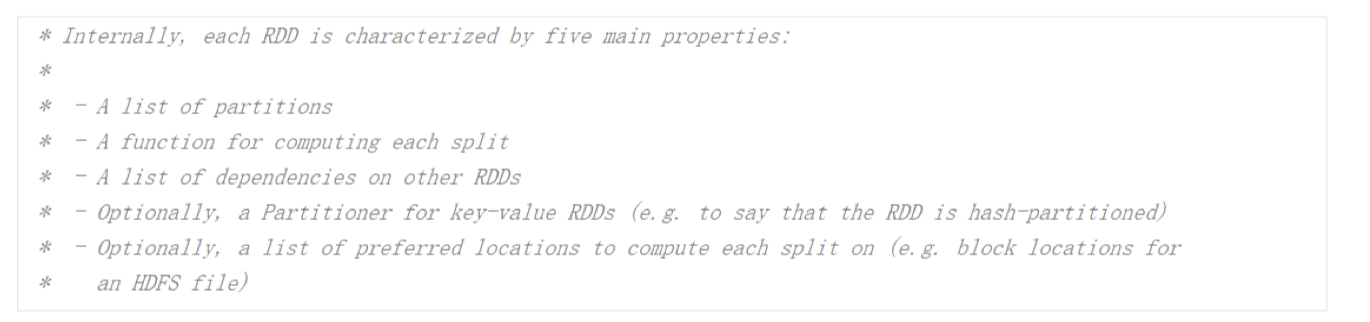 * Internally, each RDD is characterized by five main properties:
*
*  - A list of partitions
*  - A function for computing each split
*  - A list of dependencies on other RDDs
*  - Optionally, a Partitioner for key-value RDDs (e.g. to say that the RDD is hash-partitioned)
*  - Optionally, a list of preferred locations to compute each split on (e.g. block locations for
*    an HDFS file)